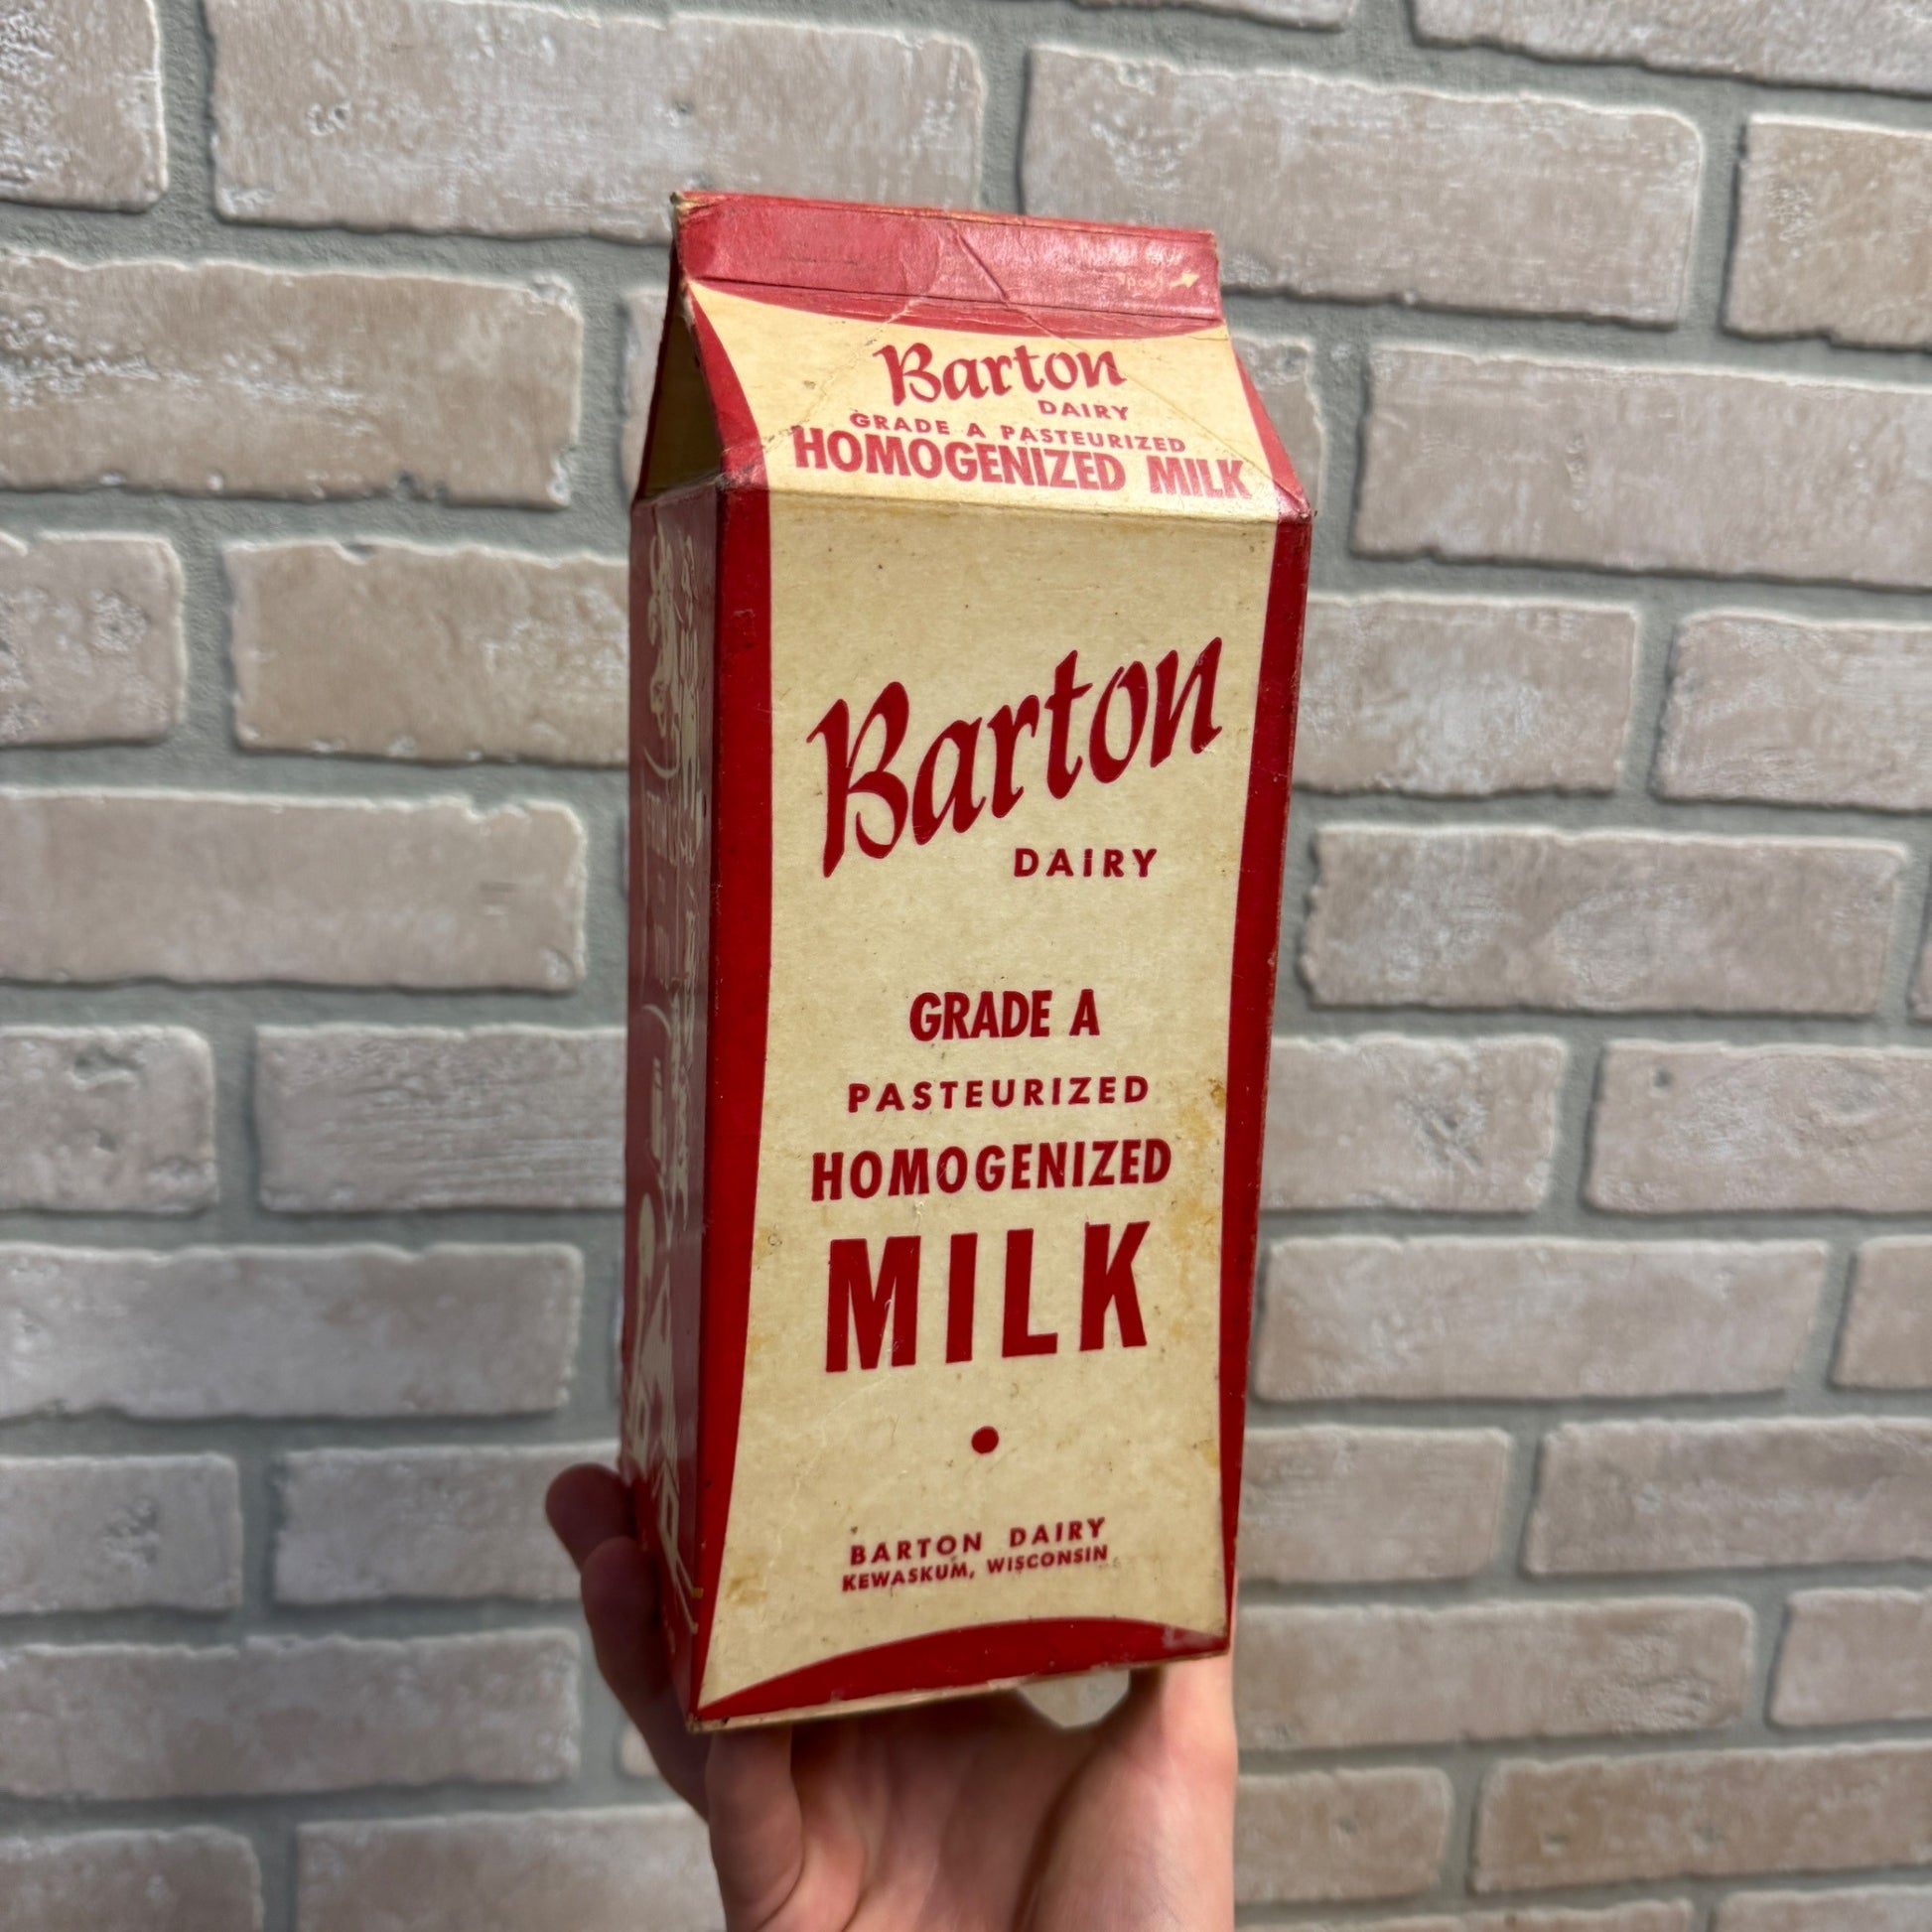 Barton
DAIRY
GRADE A PASTEURIZED
HOMOGENIZED MILK
Barton
DAIRY
GRADE A
PASTEURIZED
HOMOGENIZED
MILK
BARTON DAIRY
KEWASKUM, WISCONSIN